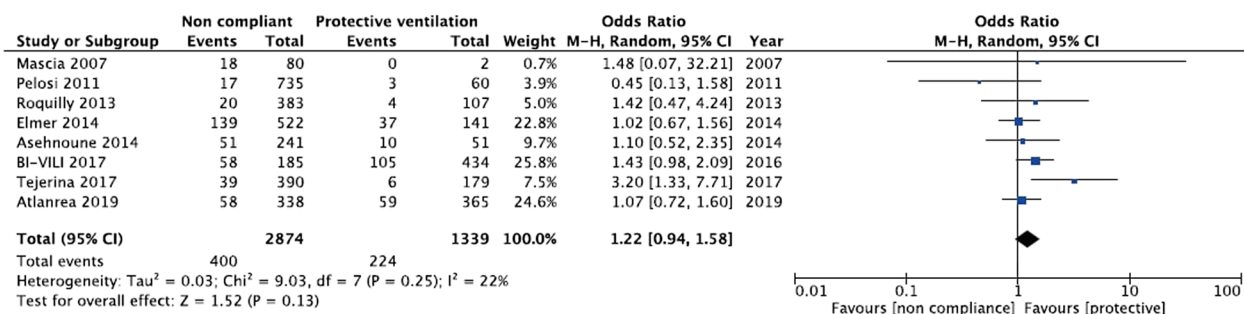 Non compliant Protective ventilation Odds Ratio Odds Ratio
Study or Subgroup Events Total Events Total Weight M-H, Random, 95% CI Year M-H, Random, 95% CI
Mascia 2007 18 80 0 2 0.7% 1.48 [0.07, 32.21] 2007
Pelosi 2011 17 735 3 60 3.9% 0.45 [0.13, 1.58] 2011
Roquilly 2013 20 383 4 107 5.0% 1.42 [0.47, 4.24] 2013
Elmer 2014 139 522 37 141 22.8% 1.02 [0.67, 1.56] 2014
Asehnoune 2014 51 241 10 51 9.7% 1.10 [0.52, 2.35] 2014
BI-VILI 2017 58 185 105 434 25.8% 1.43 [0.98, 2.09] 2016
Tejerina 2017 39 390 6 179 7.5% 3.20 [1.33, 7.71] 2017
Atlanrea 2019 58 338 59 365 24.6% 1.07 [0.72, 1.60] 2019
Total (95% CI) 2874 1339 100.0% 1.22 [0.94, 1.58]
Total events 400 224
Heterogeneity: Tau² = 0.03; Chi² = 9.03, df = 7 (P = 0.25); I² = 22%
Test for overall effect: Z = 1.52 (P = 0.13)
0.01 0.1 1 10 100
Favours [non compliance] Favours [protective]